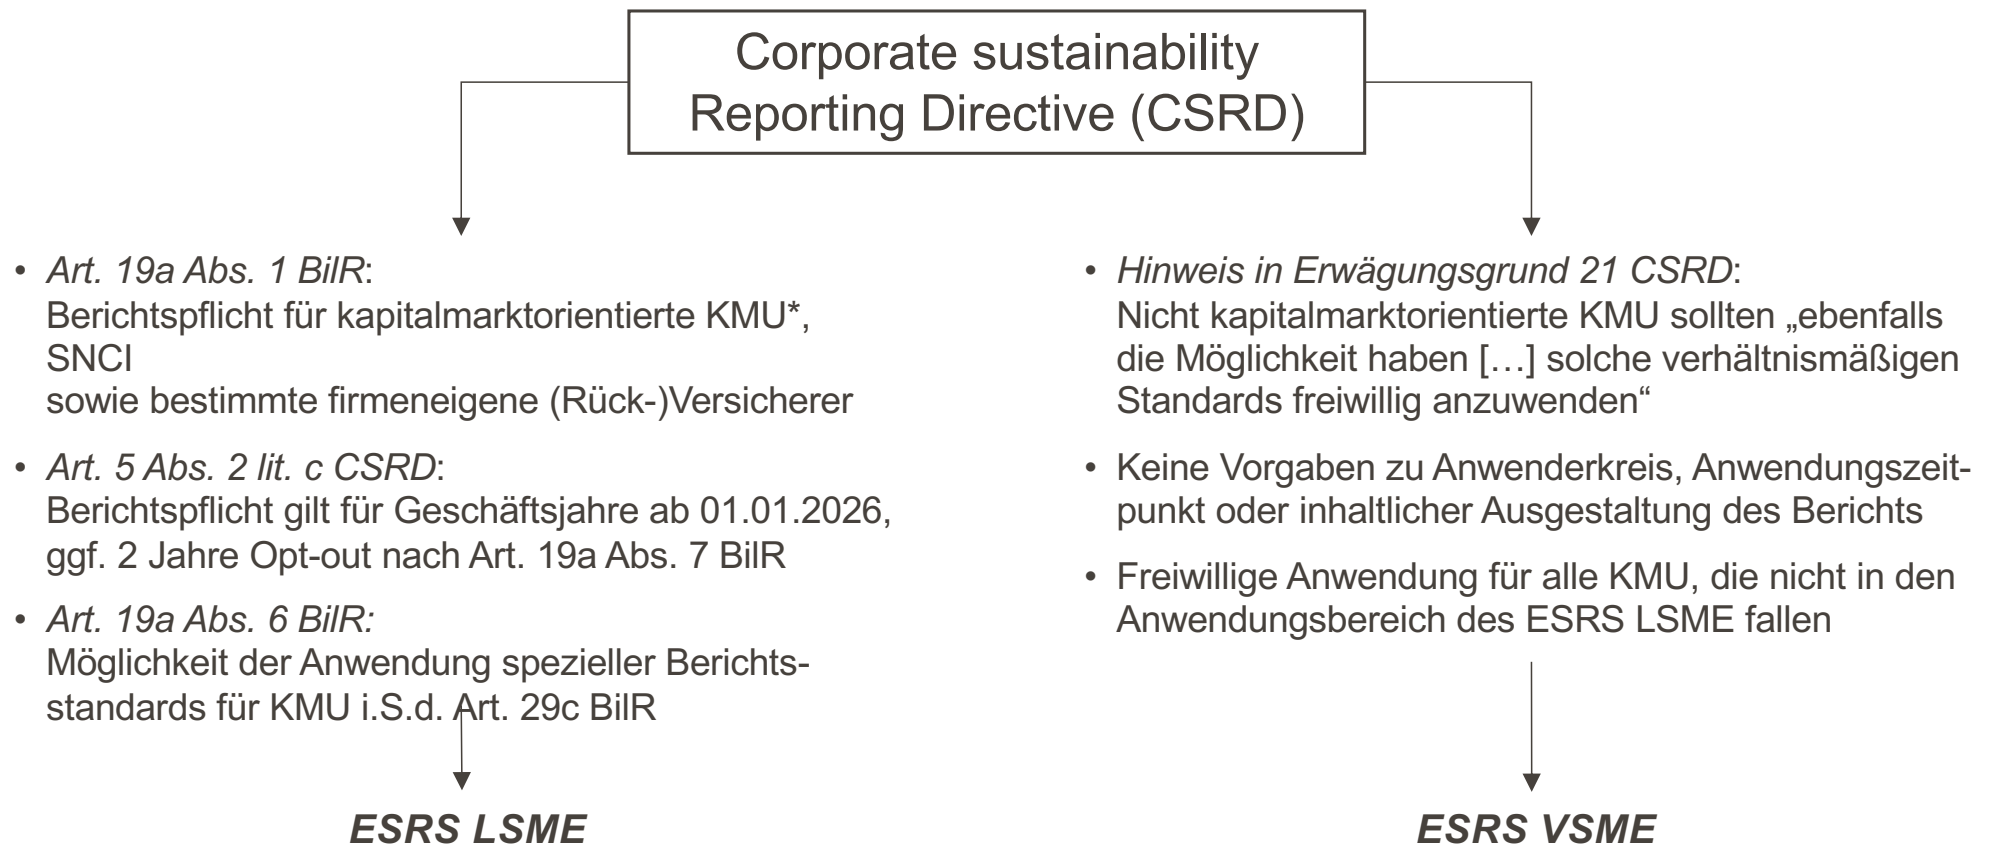 Corporate sustainability
Reporting Directive (CSRD)
• Art. 19a Abs. 1 BilR:
Berichtspflicht für kapitalmarktorientierte KMU*,
SNCI
sowie bestimmte firmeneigene (Rück-)Versicherer
• Art. 5 Abs. 2 lit. c CSRD:
Berichtspflicht gilt für Geschäftsjahre ab 01.01.2026,
ggf. 2 Jahre Opt-out nach Art. 19a Abs. 7 BilR
• Art. 19a Abs. 6 BilR:
Möglichkeit der Anwendung spezieller Berichts-
standards für KMU i.S.d. Art. 29c BilR
ESRS LSME
• Hinweis in Erwägungsgrund 21 CSRD:
Nicht kapitalmarktorientierte KMU sollten „ebenfalls
die Möglichkeit haben […] solche verhältnismäßigen
Standards freiwillig anzuwenden“
• Keine Vorgaben zu Anwenderkreis, Anwendungszeit-
punkt oder inhaltlicher Ausgestaltung des Berichts
• Freiwillige Anwendung für alle KMU, die nicht in den
Anwendungsbereich des ESRS LSME fallen
ESRS VSME